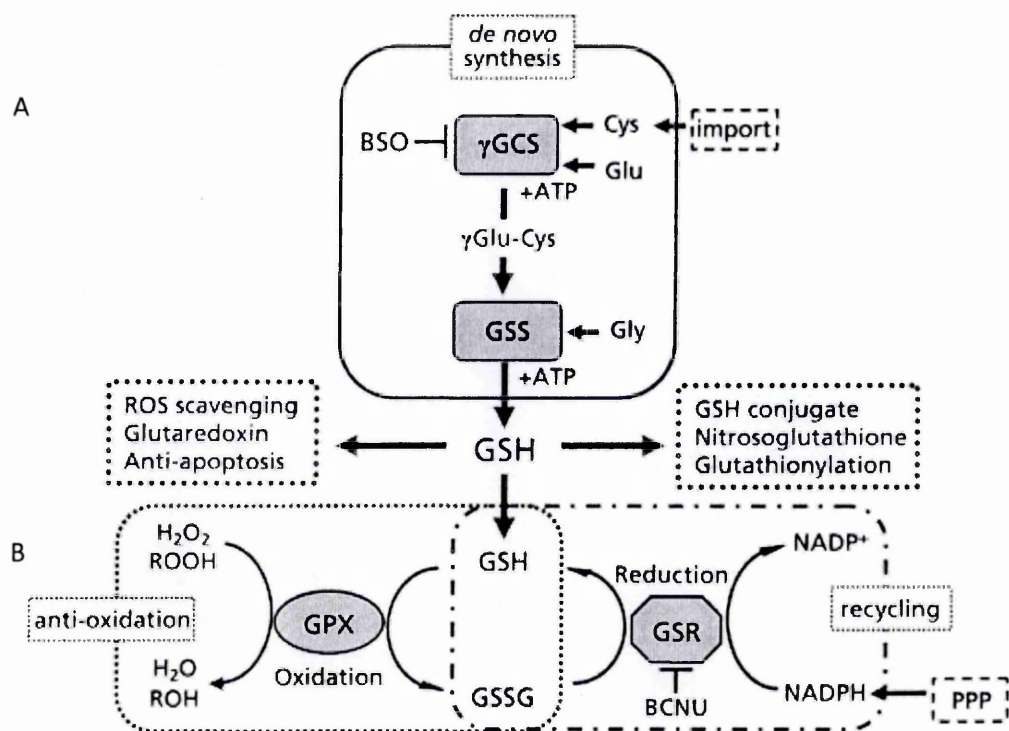 de novo
synthesis
A
BSO
γGCS
Cys
import
Glu
+ATP
γGlu-Cys
GSS
Gly
+ATP
ROS scavenging
Glutaredoxin
Anti-apoptosis
GSH
GSH conjugate
Nitrosoglutathione
Glutathionylation
B
H₂O₂
ROOH
GSH
Reduction
NADP⁺
anti-oxidation
GPX
GSR
recycling
H₂O
ROH
Oxidation
GSSG
BCNU
NADPH
PPP